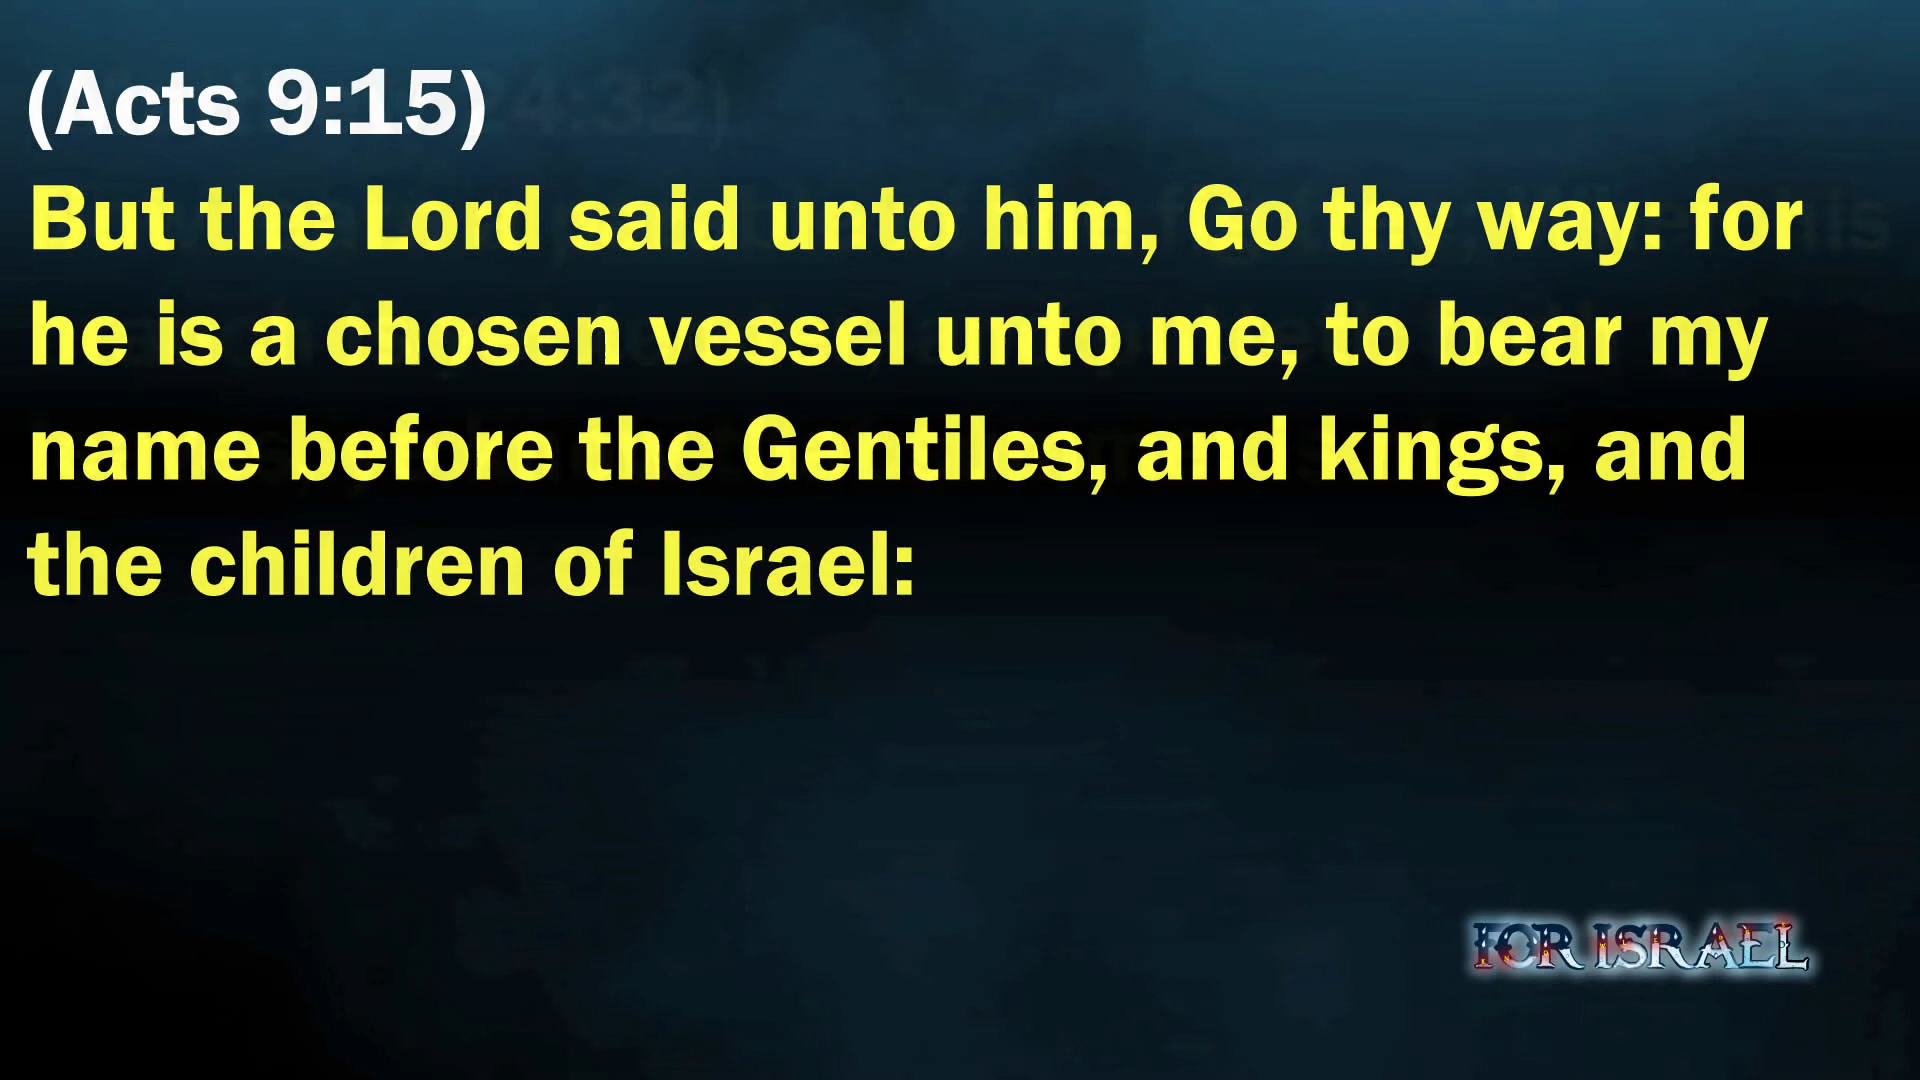 (Acts 9:15)
But the Lord said unto him, Go thy way: for
he is a chosen vessel unto me, to bear my
name before the Gentiles, and kings, and
the children of Israel:
FOR ISRAEL